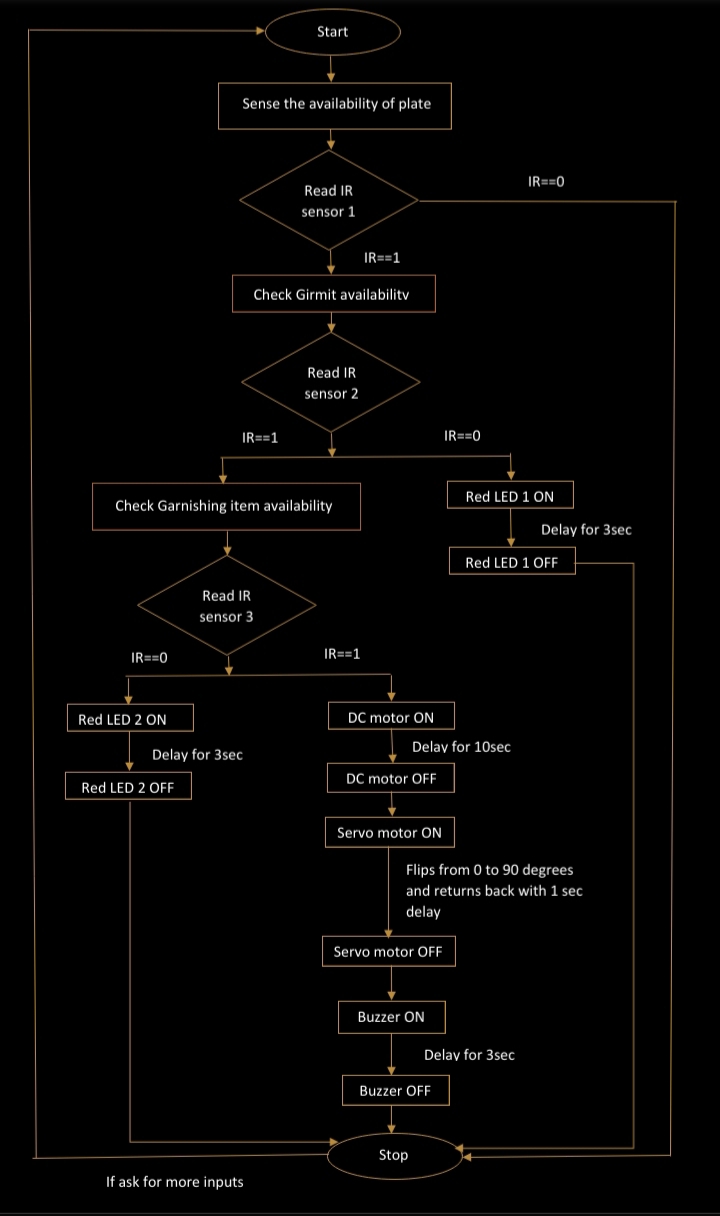 Start
Sense the availability of plate
Read IR
sensor 1
IR==0
IR==1
Check Girmit availability
Read IR
sensor 2
IR==1
IR==0
Check Garnishing item availability
Red LED 1 ON
Delay for 3sec
Red LED 1 OFF
Read IR
sensor 3
IR==0
IR==1
Red LED 2 ON
Delay for 3sec
Red LED 2 OFF
DC motor ON
Delay for 10sec
DC motor OFF
Servo motor ON
Flips from 0 to 90 degrees
and returns back with 1 sec
delay
Servo motor OFF
Buzzer ON
Delay for 3sec
Buzzer OFF
Stop
If ask for more inputs